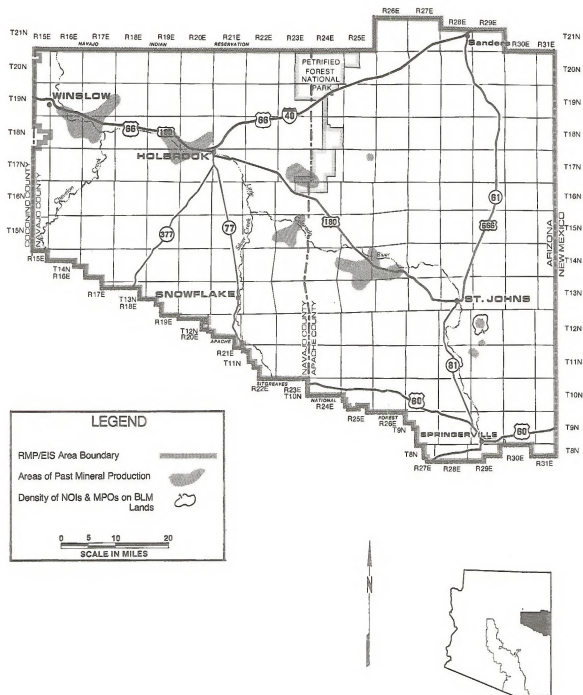 R26E R27E
R28E R29E
T21N R15E R16E R17E R18E R19E R20E R21E R22E R23E R24E R25E
NAVAJO INDIAN RESERVATION
Sanders
R30E R31E T21N
T20N
PETRIFIED
FOREST
NATIONAL
PARK
T20N
T19N
WINSLOW
40
66
T19N
T18N
66
180
HOLBROOK
T18N
T17N
T17N
COCONINO COUNTY
NAVAJO COUNTY
T16N
61
T16N
T15N
377
77
180
666
T15N
ARIZONA
NEW MEXICO
R15E
T14N
R16E
T14N
R17E
T13N
R18E
SNOWFLAKE
NAVAJO COUNTY
APACHE COUNTY
ST. JOHNS
T13N
R19E
T12N
R20E
T12N
APACHE
R21E
T11N
61
T11N
SITGREAVES
R22E
R23E
T10N
NATIONAL
R24E
60
T10N
R25E
FOREST
R26E
T9N
SPRINGERVILLE
60
T9N
T8N
R27E R28E R29E R30E R31E
T8N
LEGEND
RMP/EIS Area Boundary
Areas of Past Mineral Production
Density of NOIs & MPOs on BLM
Lands
0 5 10 20
SCALE IN MILES
N